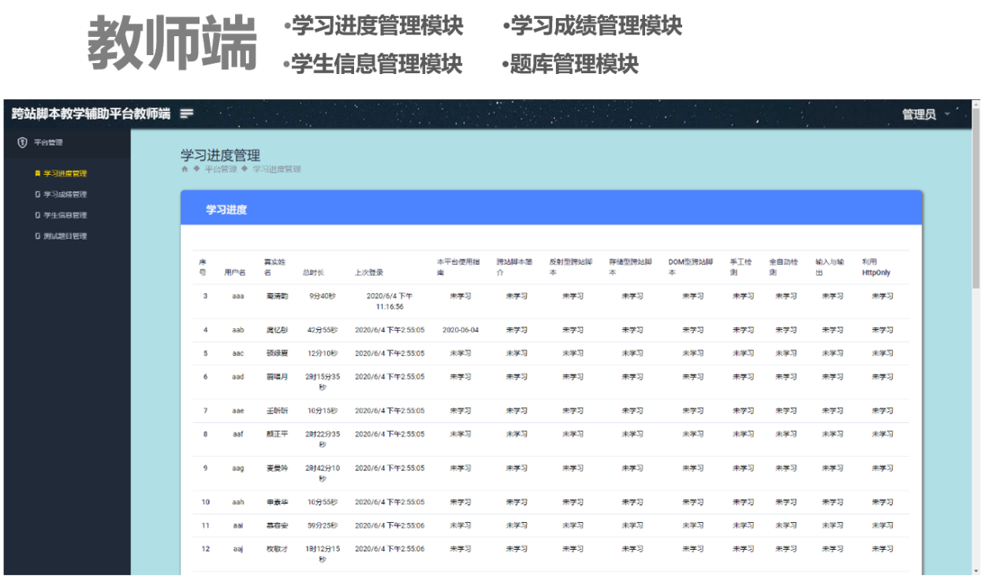 教师端
•学习进度管理模块 •学习成绩管理模块
•学生信息管理模块 •题库管理模块
跨站脚本教学辅助平台教师端 管理员
平台管理
学习进度管理
学习成绩管理
学生信息管理
测试题目管理
学习进度管理
平台管理 学习进度管理
学习进度
序号 用户名 真实姓名 总时长 上次登录 本平台使用指南 跨站脚本简介 反射型跨站脚本 存储型跨站脚本 DOM型跨站脚本 手工检测 全自动检测 输入与输出 利用HttpOnly
3 aaa 9分40秒 2020/6/4 下午11:16:56 未学习 未学习 未学习 未学习 未学习 未学习 未学习 未学习 未学习
4 aab 42分55秒 2020/6/4 下午2:55:05 2020-06-04 未学习 未学习 未学习 未学习 未学习 未学习 未学习 未学习
5 aac 12分10秒 2020/6/4 下午2:55:05 未学习 未学习 未学习 未学习 未学习 未学习 未学习 未学习 未学习
6 aad 2时15分35秒 2020/6/4 下午2:55:05 未学习 未学习 未学习 未学习 未学习 未学习 未学习 未学习 未学习
7 aae 10分15秒 2020/6/4 下午2:55:05 未学习 未学习 未学习 未学习 未学习 未学习 未学习 未学习 未学习
8 aaf 颜正平 2时22分35秒 2020/6/4 下午2:55:05 未学习 未学习 未学习 未学习 未学习 未学习 未学习 未学习 未学习
9 aag 2时42分10秒 2020/6/4 下午2:55:05 未学习 未学习 未学习 未学习 未学习 未学习 未学习 未学习 未学习
10 aah 10分55秒 2020/6/4 下午2:55:05 未学习 未学习 未学习 未学习 未学习 未学习 未学习 未学习 未学习
11 aai 慕容安 59分25秒 2020/6/4 下午2:55:06 未学习 未学习 未学习 未学习 未学习 未学习 未学习 未学习 未学习
12 aaj 枚敏才 1时12分15秒 2020/6/4 下午2:55:06 未学习 未学习 未学习 未学习 未学习 未学习 未学习 未学习 未学习